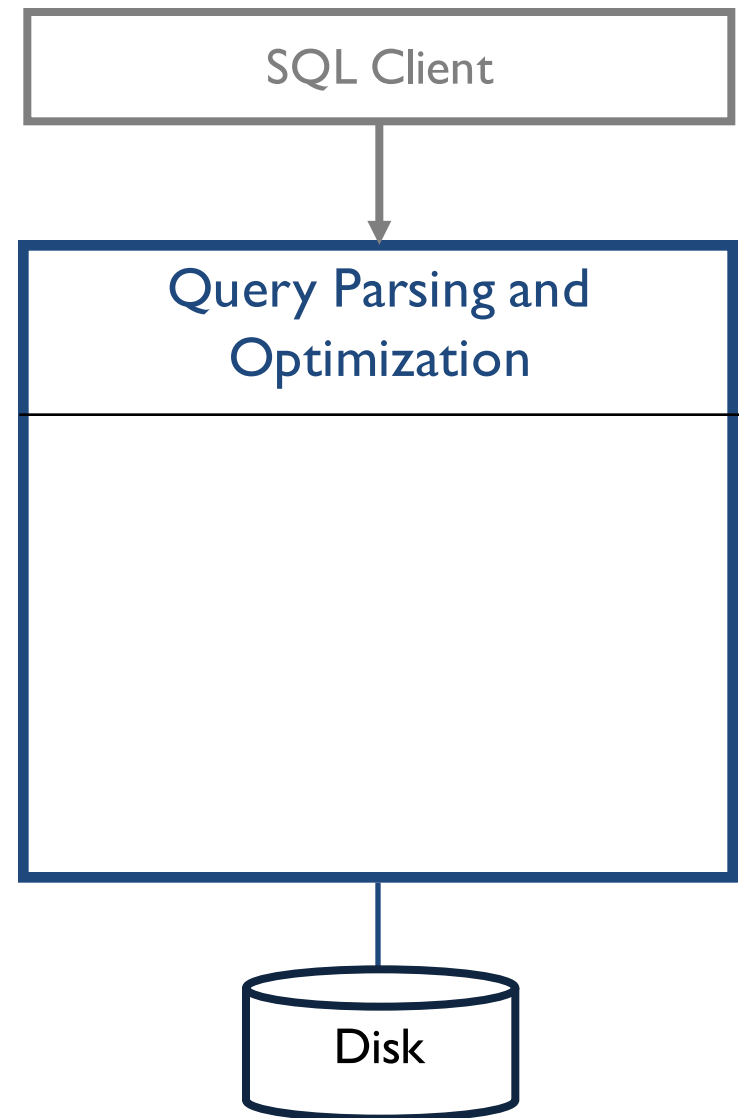 SQL Client
Query Parsing and
Optimization
Disk